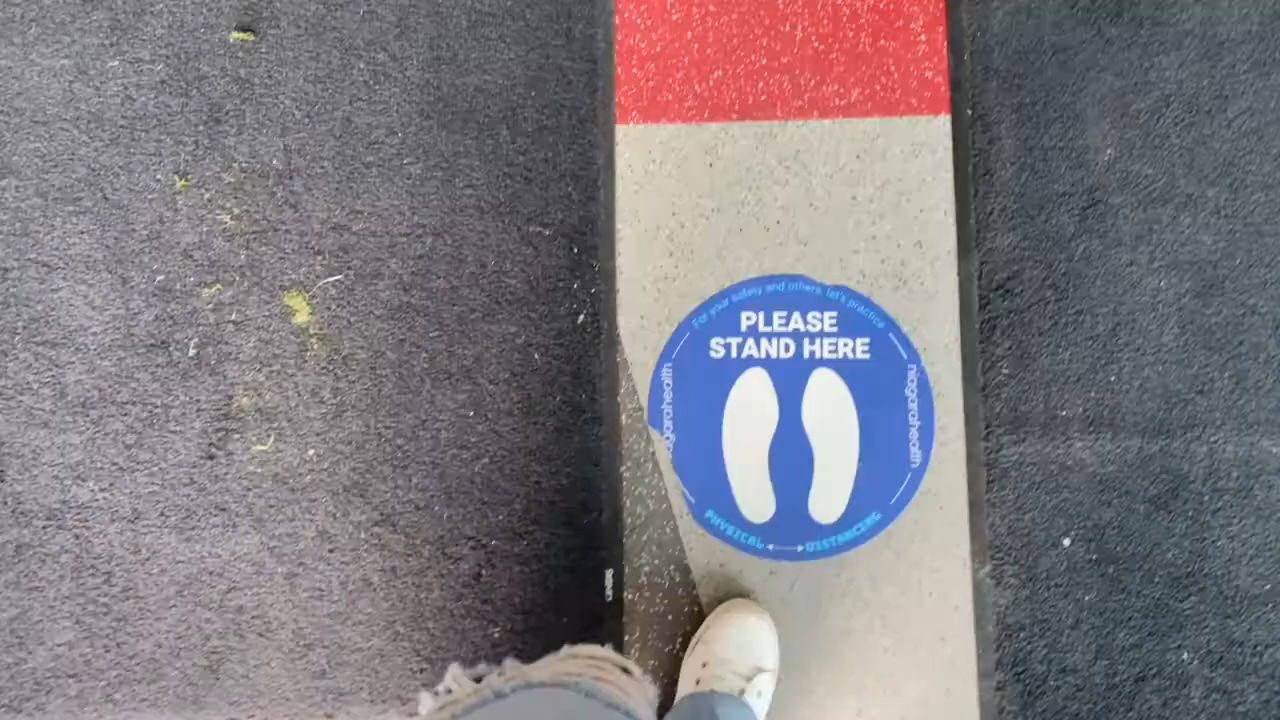 For your safety and others, let's practice
PLEASE
STAND HERE
niagarahealth
niagarahealth
PHYSICAL DISTANCING